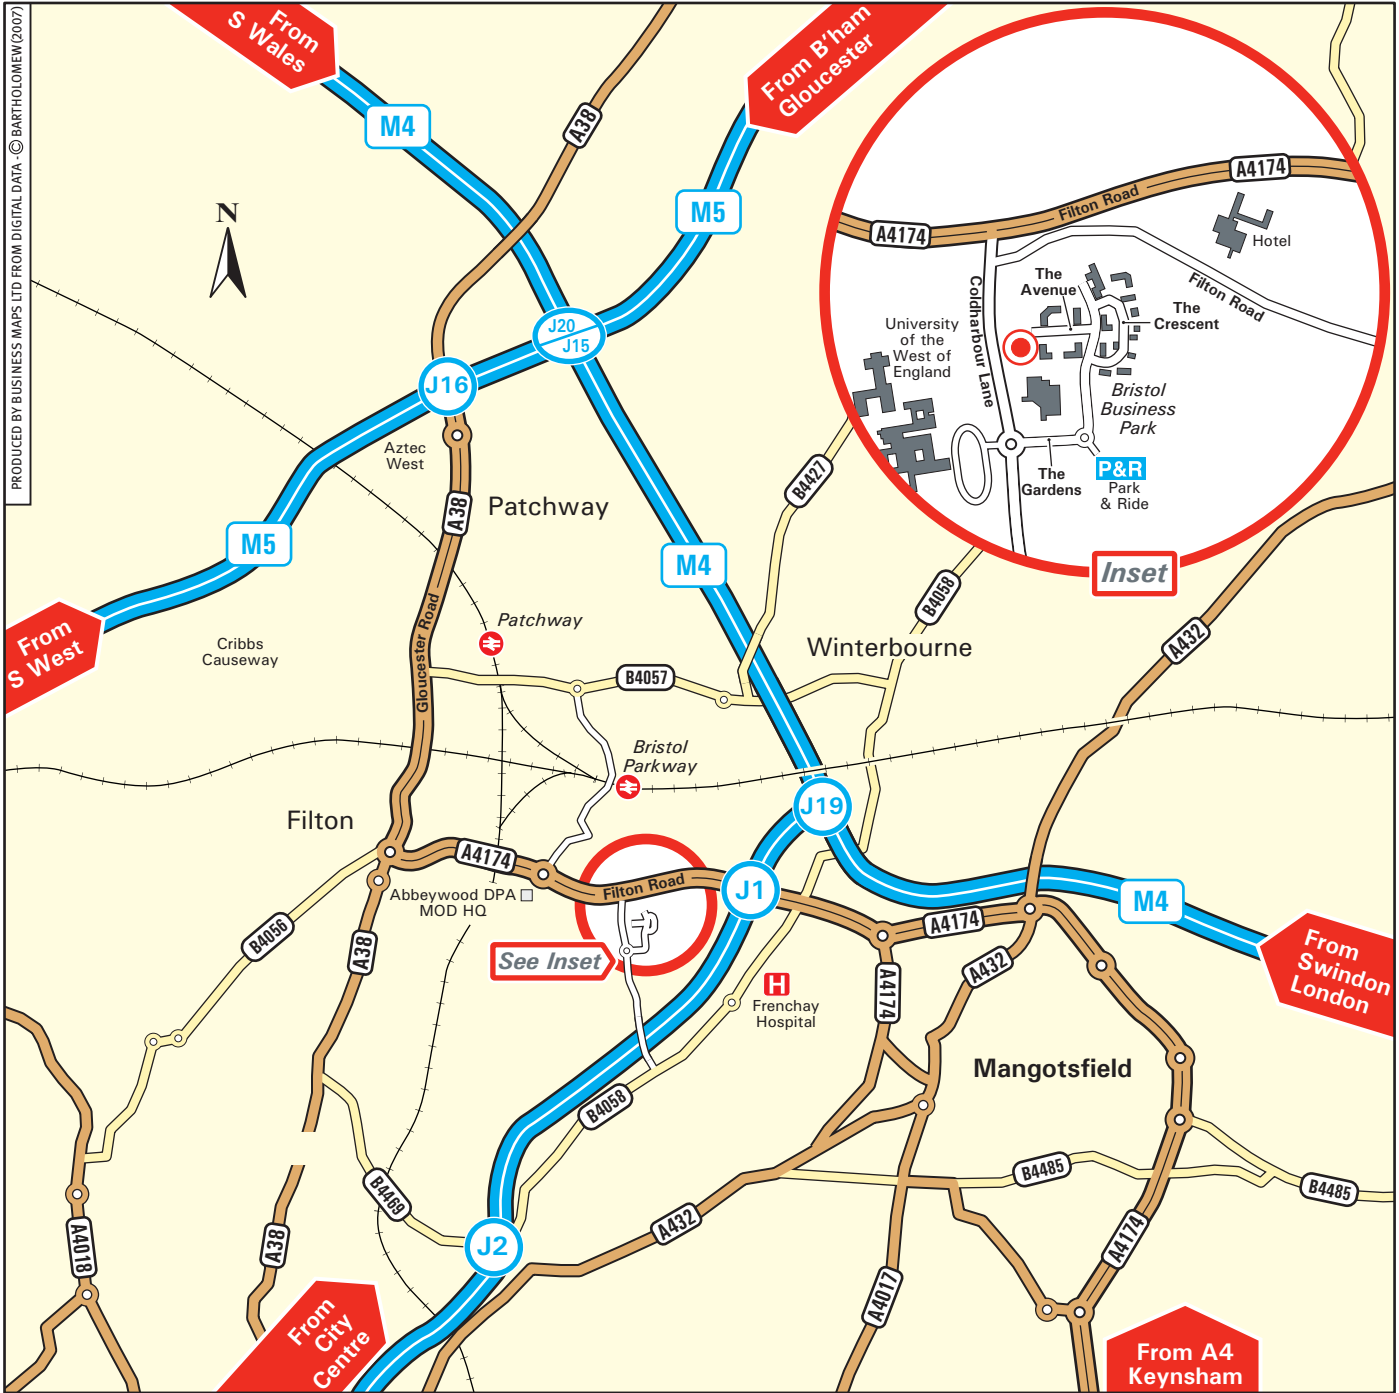 PRODUCED BY BUSINESS MAPS LTD FROM DIGITAL DATA - © BARTHOLOMEW (2007)
From
S Wales
From B'ham
Gloucester
M4
A38
M5
N
J20
J15
J16
Aztec
West
A38
Patchway
M5
M4
From
S West
Cribbs
Causeway
Gloucester Road
Patchway
B4057
B4427
B4058
Winterbourne
A432
Bristol
Parkway
J19
Filton
A4174
Filton Road
J1
Abbeywood DPA
MOD HQ
See Inset
B4056
A38
A4174
A432
M4
From
Swindon
London
A4174
H
Frenchay
Hospital
Mangotsfield
B4058
B4469
B4485
B4485
A4018
A38
J2
A432
A4017
A4174
From
City
Centre
From A4
Keynsham
A4174
Filton Road
A4174
Hotel
Filton Road
Coldharbour Lane
The
Avenue
The
Crescent
University
of the
West of
England
Bristol
Business
Park
The
Gardens
P&R
Park
& Ride
Inset